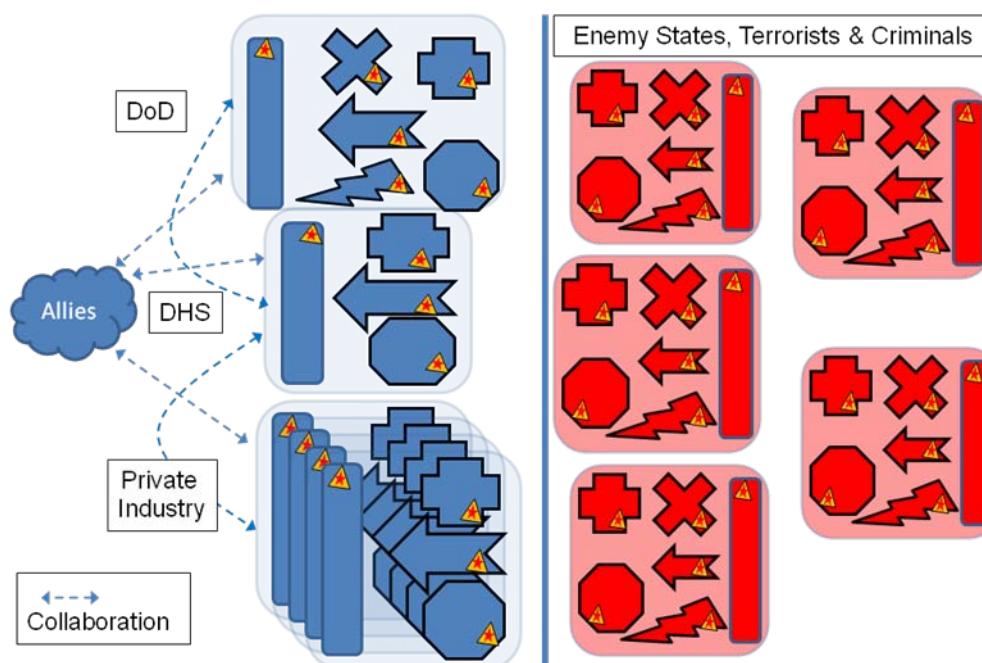 Enemy States, Terrorists & Criminals
DoD
Allies
DHS
Private
Industry
Collaboration